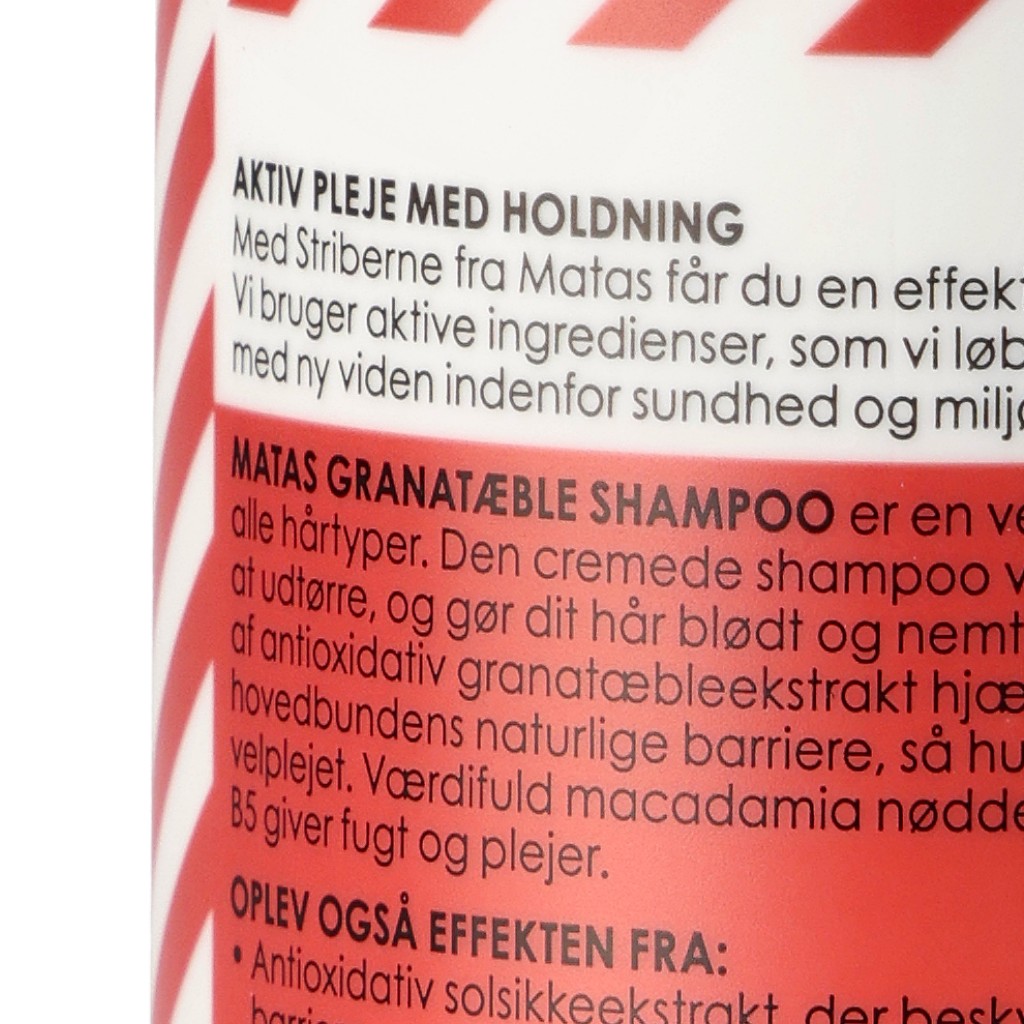 AKTIV PLEJE MED HOLDNING
Med Striberne fra Matas får du en effekt
Vi bruger aktive ingredienser, som vi løb
med ny viden indenfor sundhed og miljø
MATAS GRANATÆBLE SHAMPOO er en ve
alle hårtyper. Den cremede shampoo v
at udtørre, og gør dit hår blødt og nemt
af antioxidativ granatæbleekstrakt hjæ
hovedbundens naturlige barriere, så hu
velplejet. Værdifuld macadamia nødde
B5 giver fugt og plejer.
OPLEV OGSÅ EFFEKTEN FRA:
• Antioxidativ solsikkeekstrakt, der besky